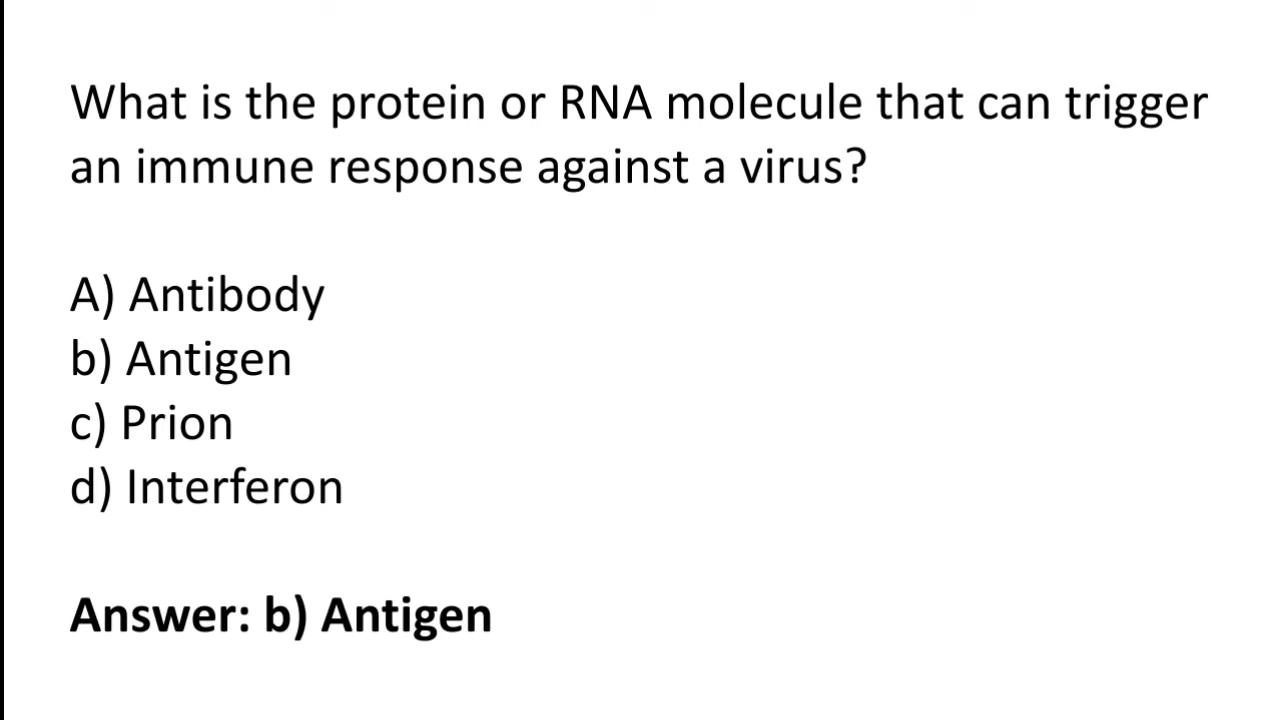 What is the protein or RNA molecule that can trigger
an immune response against a virus?
A) Antibody
b) Antigen
c) Prion
d) Interferon
Answer: b) Antigen